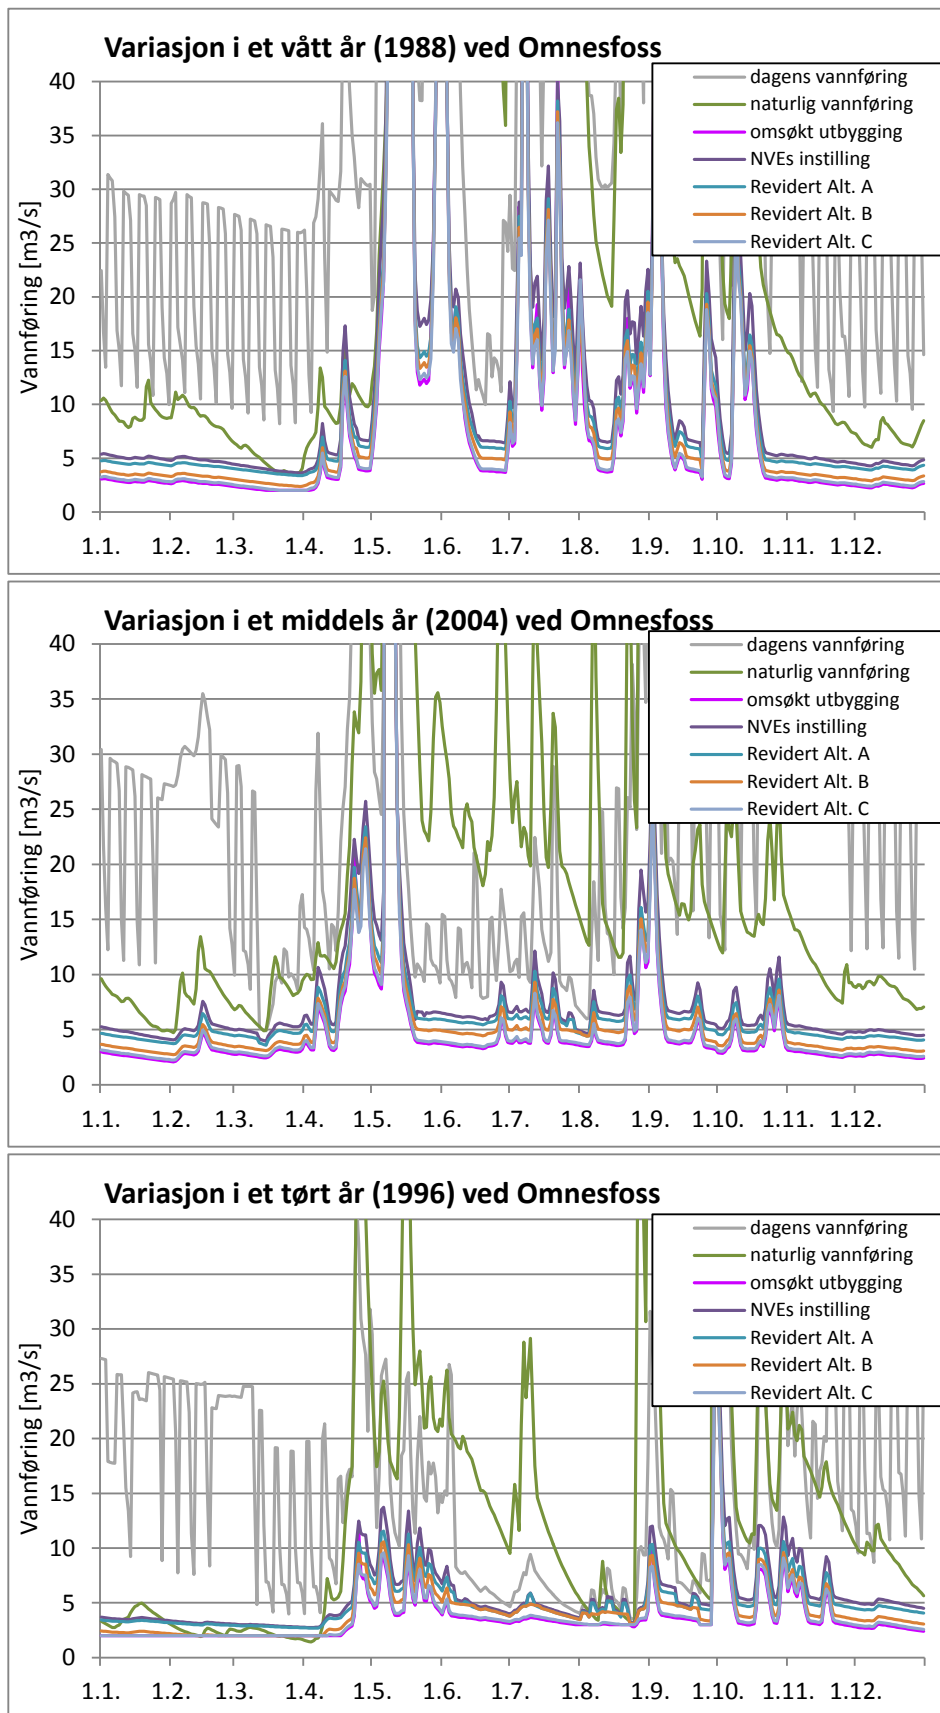 Variasjon i et vått år (1988) ved Omnesfoss
dagens vannføring
naturlig vannføring
omsøkt utbygging
NVEs instilling
Revidert Alt. A
Revidert Alt. B
Revidert Alt. C
Vannføring [m3/s]
40
35
30
25
20
15
10
5
0
1.1. 1.2. 1.3. 1.4. 1.5. 1.6. 1.7. 1.8. 1.9. 1.10. 1.11. 1.12.
Variasjon i et middels år (2004) ved Omnesfoss
dagens vannføring
naturlig vannføring
omsøkt utbygging
NVEs instilling
Revidert Alt. A
Revidert Alt. B
Revidert Alt. C
Vannføring [m3/s]
40
35
30
25
20
15
10
5
0
1.1. 1.2. 1.3. 1.4. 1.5. 1.6. 1.7. 1.8. 1.9. 1.10. 1.11. 1.12.
Variasjon i et tørt år (1996) ved Omnesfoss
dagens vannføring
naturlig vannføring
omsøkt utbygging
NVEs instilling
Revidert Alt. A
Revidert Alt. B
Revidert Alt. C
Vannføring [m3/s]
40
35
30
25
20
15
10
5
0
1.1. 1.2. 1.3. 1.4. 1.5. 1.6. 1.7. 1.8. 1.9. 1.10. 1.11. 1.12.